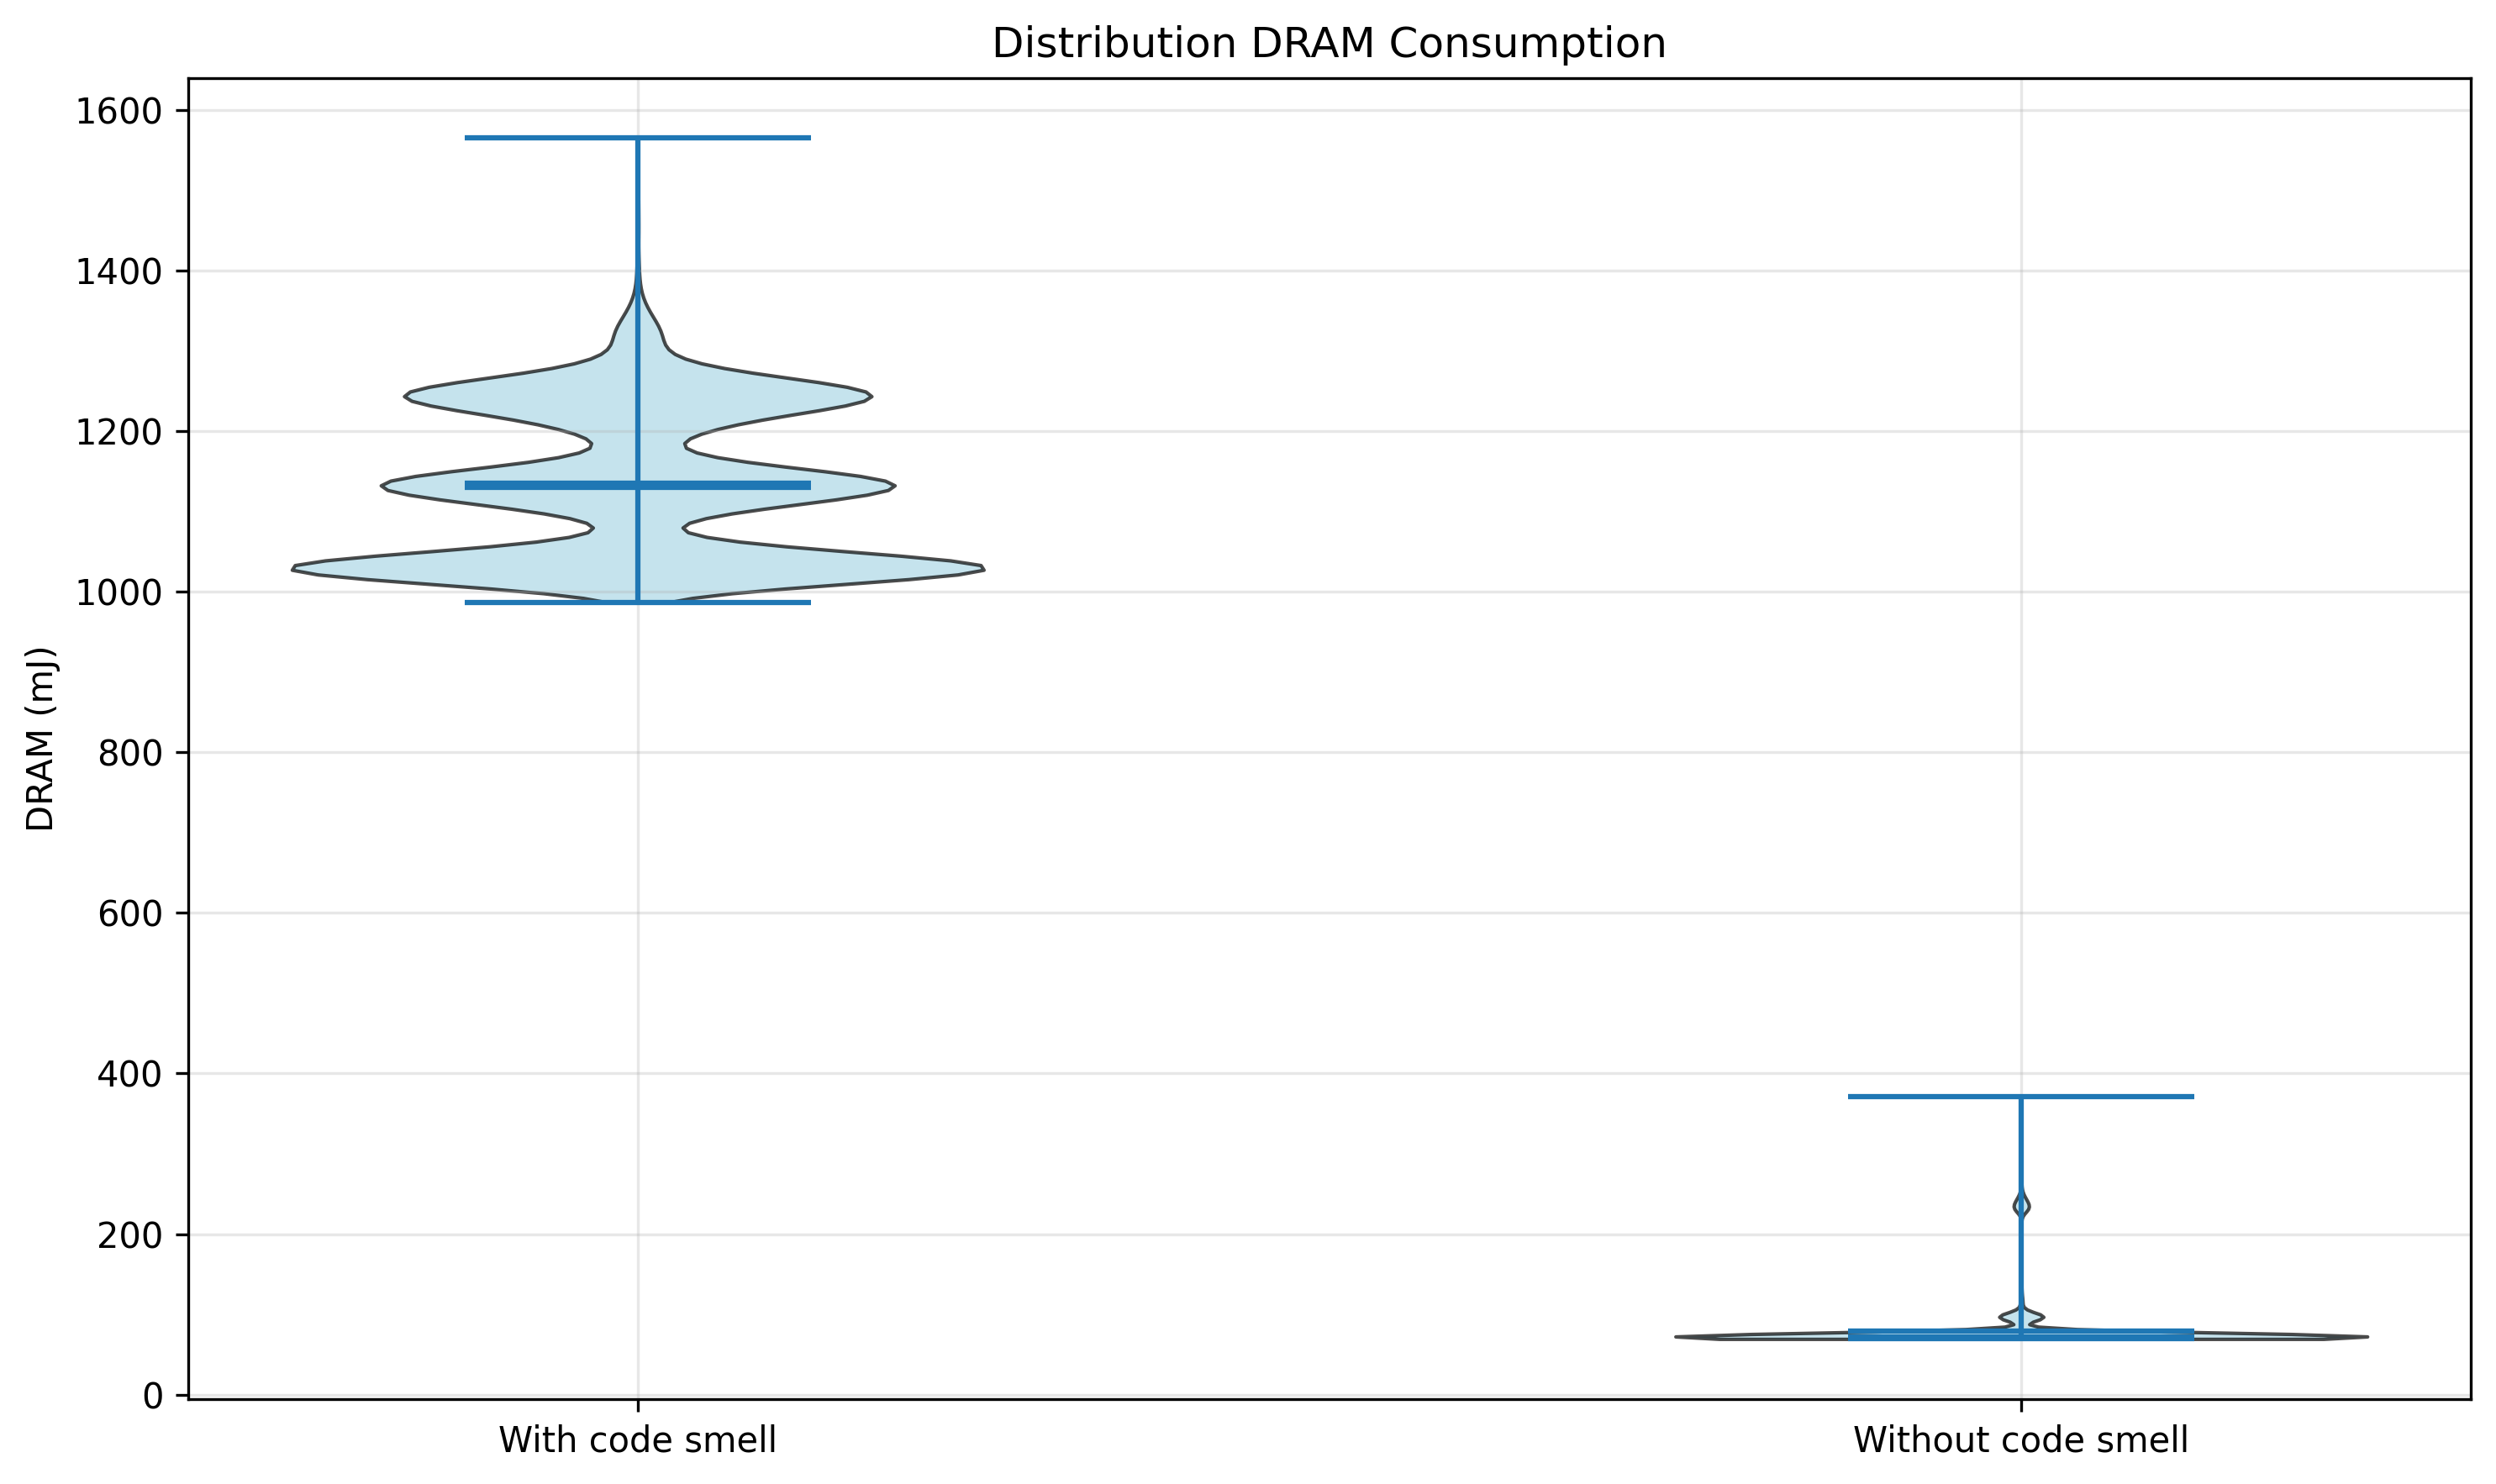 Distribution DRAM Consumption
1600
1400
1200
1000
800
600
400
200
0
DRAM (mJ)
With code smell
Without code smell